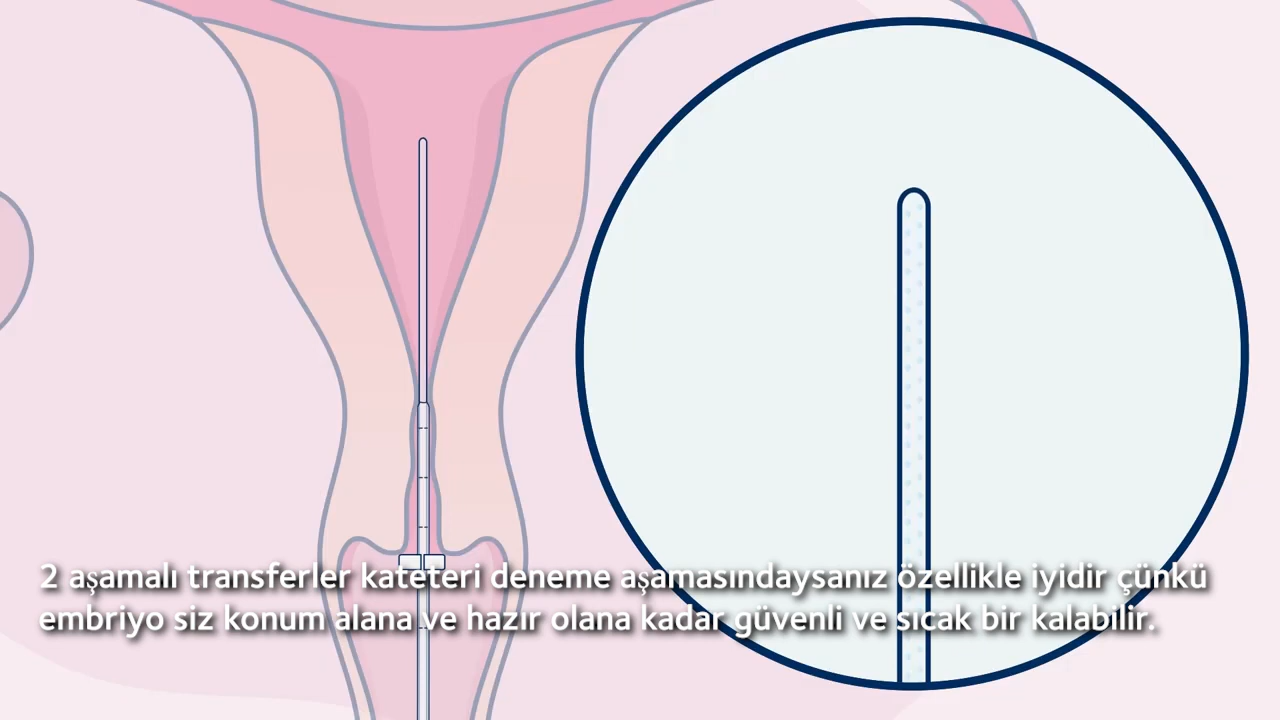 2 aşamalı transferler kateteri deneme aşamasındaysanız özellikle iyidir çünkü
embriyo siz konum alana ve hazır olana kadar güvenli ve sıcak bir kalabilir.